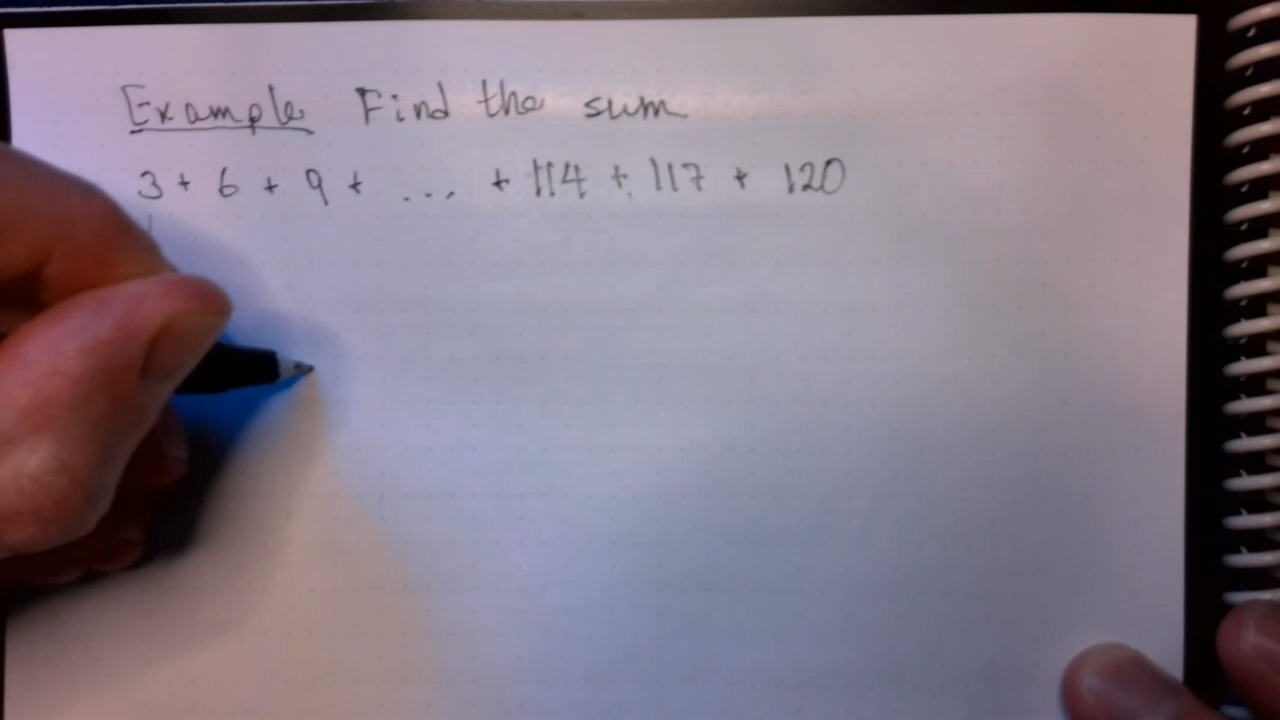 Example Find the sum
3 + 6 + 9 + ... + 114 + 117 + 120